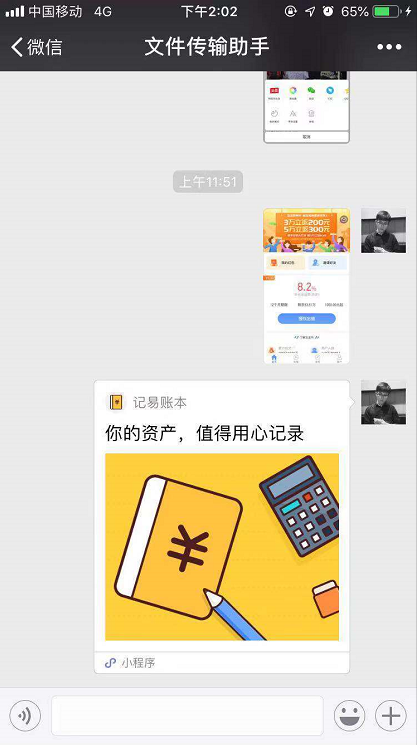 中国移动 4G 下午2:02 65%
微信 文件传输助手
取消
上午11:51
3万立返200元
5万立返300元
8.2%
记易账本
你的资产，值得用心记录
¥
小程序